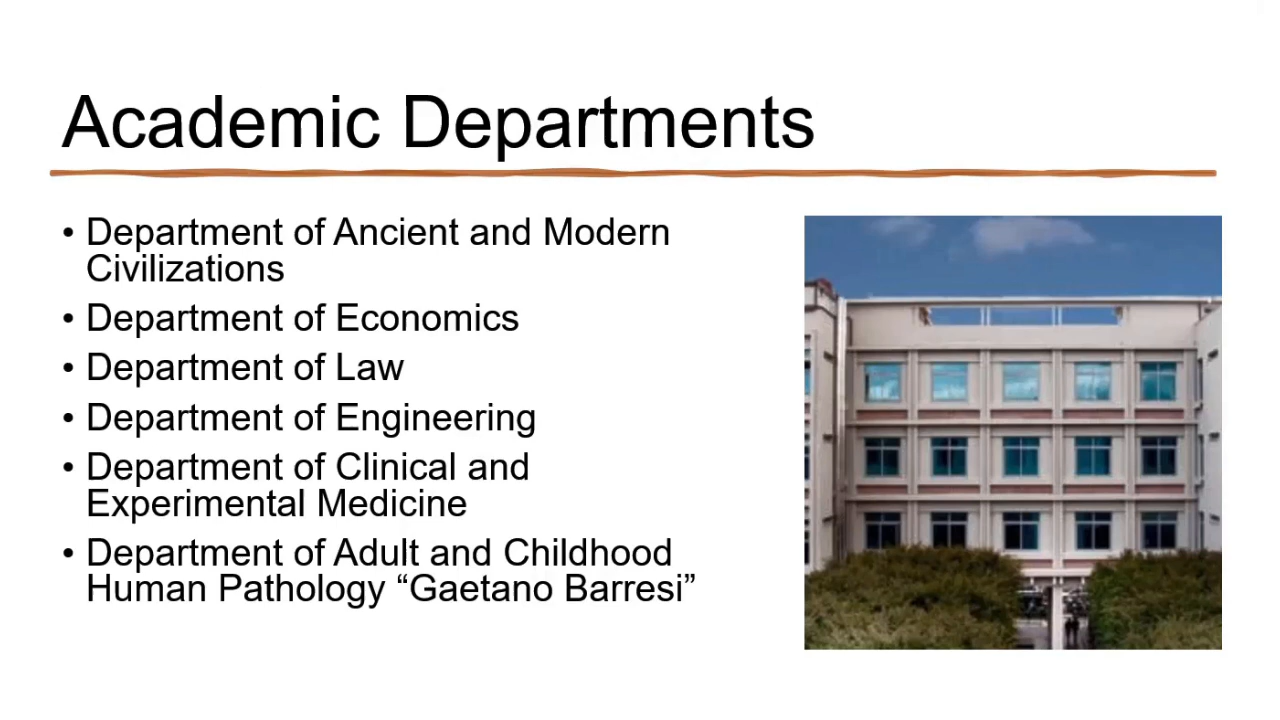 Academic Departments
• Department of Ancient and Modern
Civilizations
• Department of Economics
• Department of Law
• Department of Engineering
• Department of Clinical and
Experimental Medicine
• Department of Adult and Childhood
Human Pathology “Gaetano Barresi”